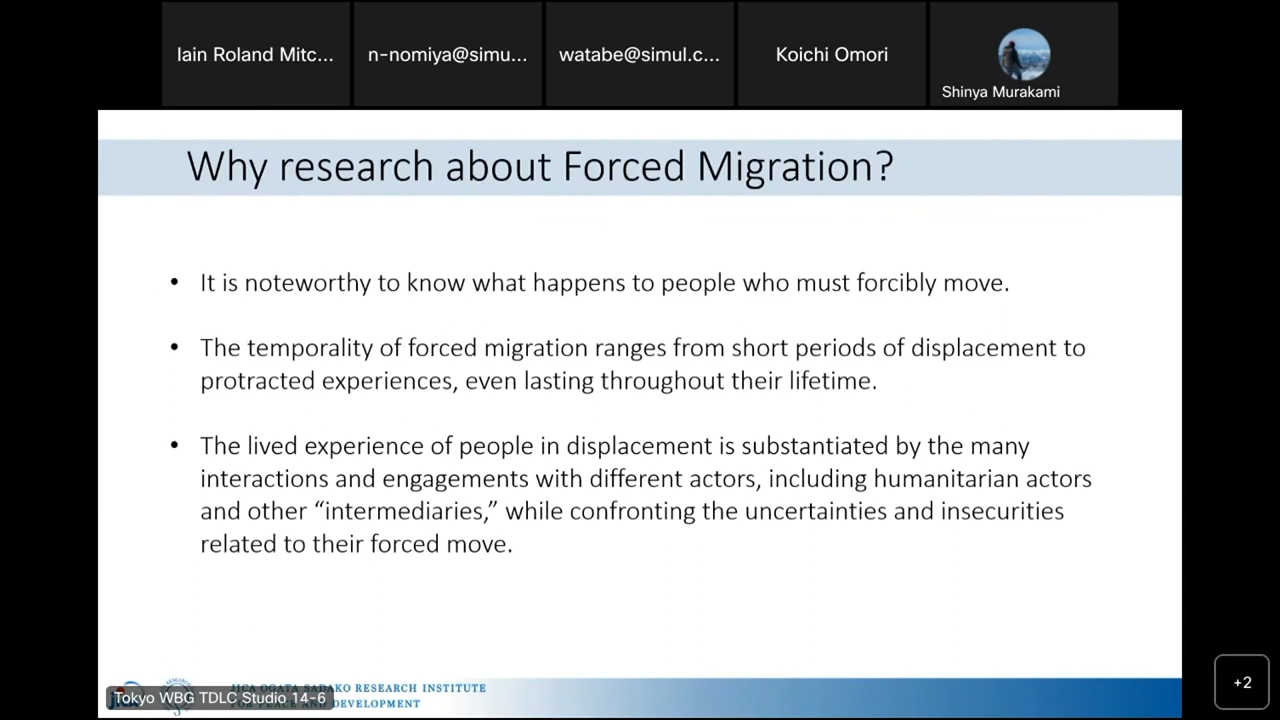 Iain Roland Mitc...
n-nomiya@simu...
watabe@simul.c...
Koichi Omori
Shinya Murakami
Why research about Forced Migration?
• It is noteworthy to know what happens to people who must forcibly move.
• The temporality of forced migration ranges from short periods of displacement to
protracted experiences, even lasting throughout their lifetime.
• The lived experience of people in displacement is substantiated by the many
interactions and engagements with different actors, including humanitarian actors
and other “intermediaries,” while confronting the uncertainties and insecurities
related to their forced move.
JICA OGATA SADAKO RESEARCH INSTITUTE
FOR PEACE AND DEVELOPMENT
Tokyo WBG TDLC Studio 14-6
+2